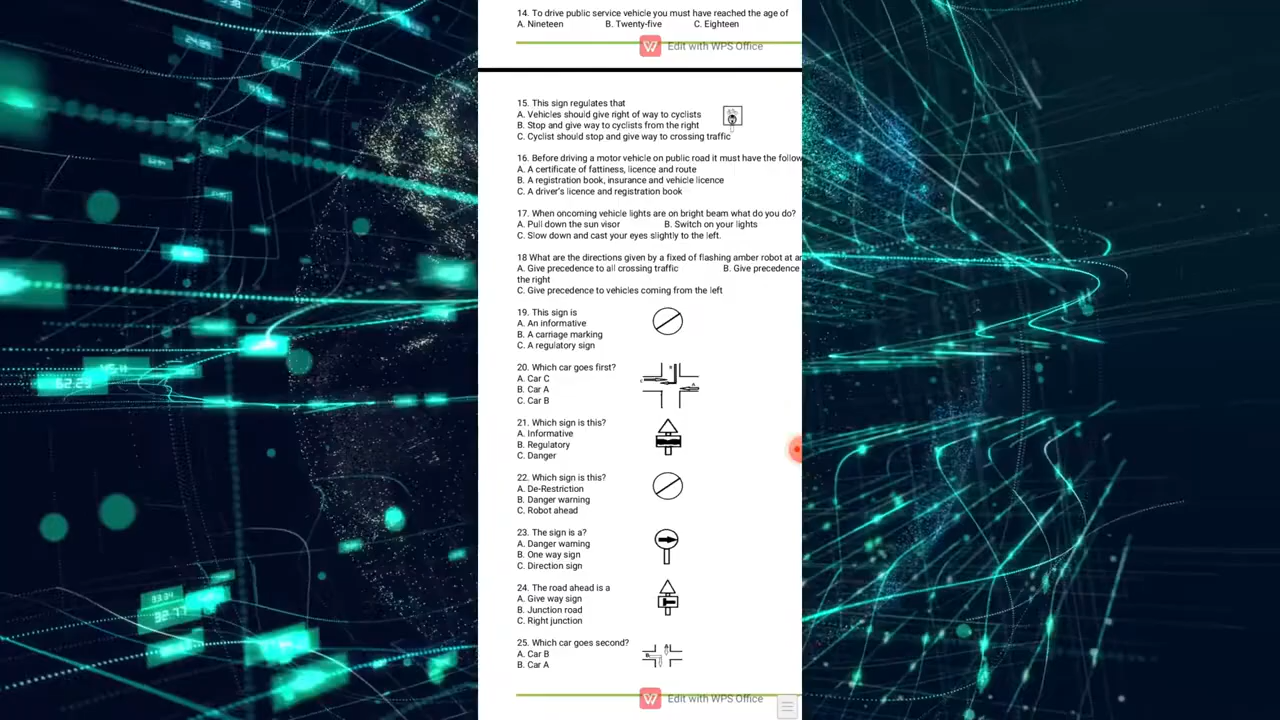 14. To drive public service vehicle you must have reached the age of
A. Nineteen B. Twenty-five C. Eighteen
Edit with WPS Office
15. This sign regulates that
A. Vehicles should give right of way to cyclists
B. Stop and give way to cyclists from the right
C. Cyclist should stop and give way to crossing traffic
16. Before driving a motor vehicle on public road it must have the follow
A. A certificate of fattiness, licence and route
B. A registration book, insurance and vehicle licence
C. A driver's licence and registration book
17. When oncoming vehicle lights are on bright beam what do you do?
A. Pull down the sun visor B. Switch on your lights
C. Slow down and cast your eyes slightly to the left.
18 What are the directions given by a fixed of flashing amber robot at an
A. Give precedence to all crossing traffic B. Give precedence
the right
C. Give precedence to vehicles coming from the left
19. This sign is
A. An informative
B. A carriage marking
C. A regulatory sign
20. Which car goes first?
A. Car C
B. Car A
C. Car B
B
C
A
21. Which sign is this?
A. Informative
B. Regulatory
C. Danger
22. Which sign is this?
A. De-Restriction
B. Danger warning
C. Robot ahead
23. The sign is a?
A. Danger warning
B. One way sign
C. Direction sign
24. The road ahead is a
A. Give way sign
B. Junction road
C. Right junction
25. Which car goes second?
A. Car B
B. Car A
A
B
Edit with WPS Office